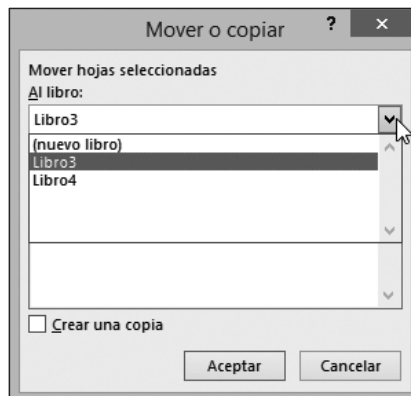 Mover o copiar ? ×
Mover hojas seleccionadas
Al libro:
Libro3
(nuevo libro)
Libro3
Libro4
Crear una copia
Aceptar Cancelar